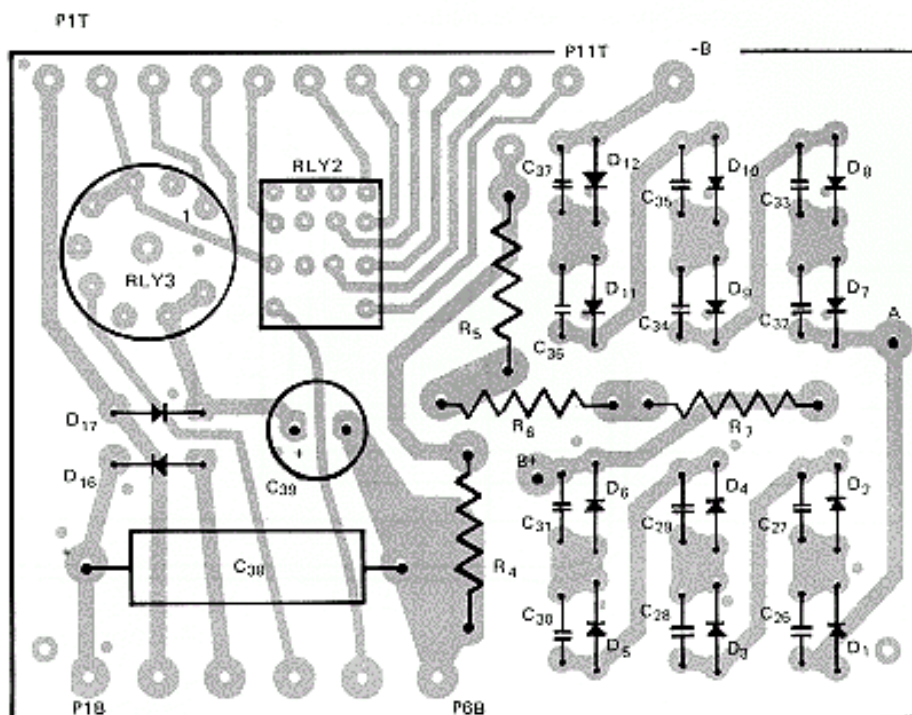 P1T
P11T
-B
RLY2
C37
D12
D10
D8
C35
C33
1
RLY3
D11
D9
D7
C36
C34
C32
A
R5
D17
R6
R7
B+
D16
C39
+
D6
D4
D2
C31
C29
C27
C38
R4
C30
C28
C26
D5
D3
D1
P1B
P6B